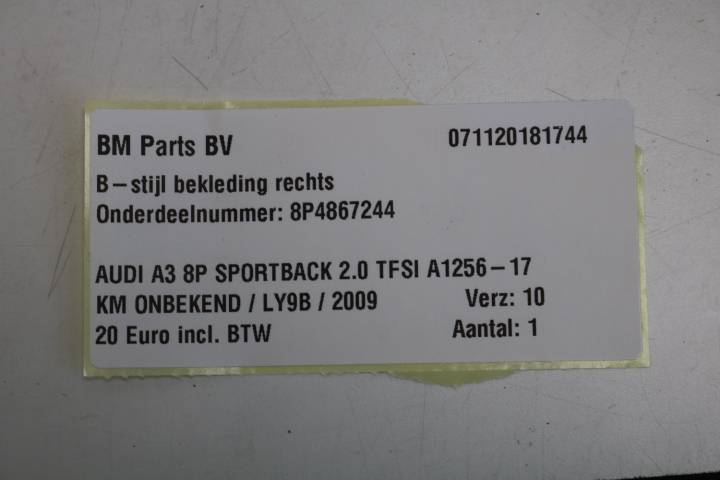 BM Parts BV 071120181744
B-stijl bekleding rechts
Onderdeelnummer: 8P4867244
AUDI A3 8P SPORTBACK 2.0 TFSI A1256-17
KM ONBEKEND / LY9B / 2009 Verz: 10
20 Euro incl. BTW Aantal: 1